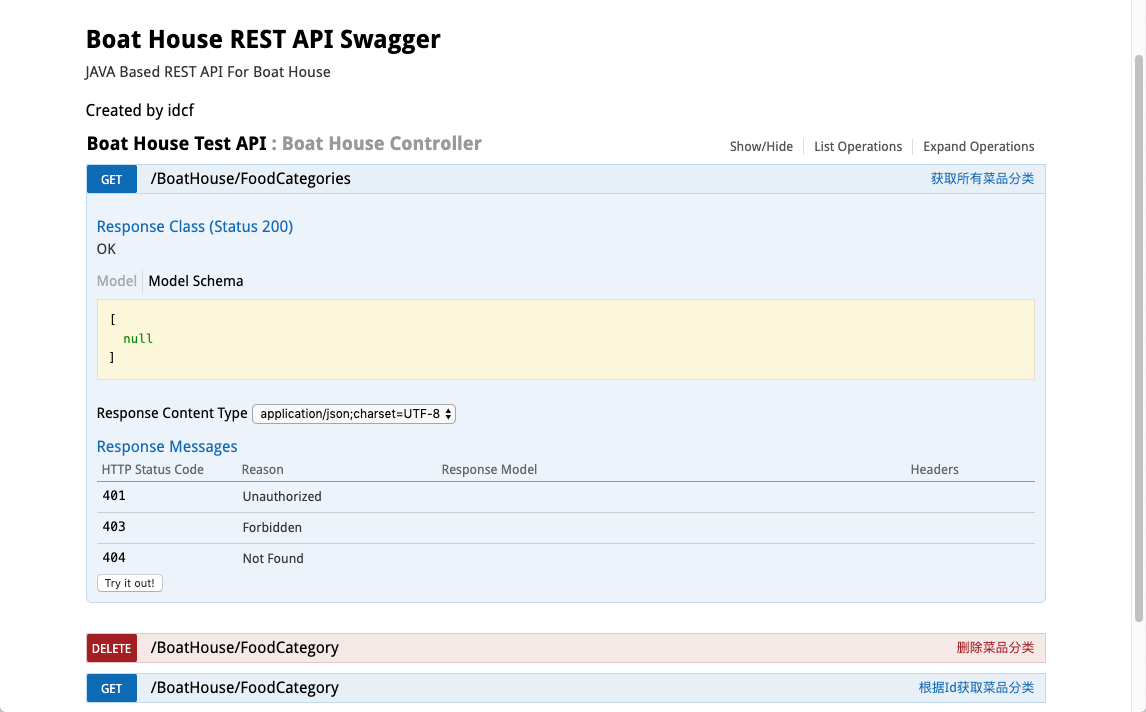 Boat House REST API Swagger
JAVA Based REST API For Boat House
Created by idcf
Boat House Test API : Boat House Controller Show/Hide List Operations Expand Operations
GET /BoatHouse/FoodCategories 获取所有菜品分类
Response Class (Status 200)
OK
Model Model Schema
[
null
]
Response Content Type application/json;charset=UTF-8
Response Messages
HTTP Status Code Reason Response Model Headers
401 Unauthorized
403 Forbidden
404 Not Found
Try it out!
DELETE /BoatHouse/FoodCategory 删除菜品分类
GET /BoatHouse/FoodCategory 根据Id获取菜品分类